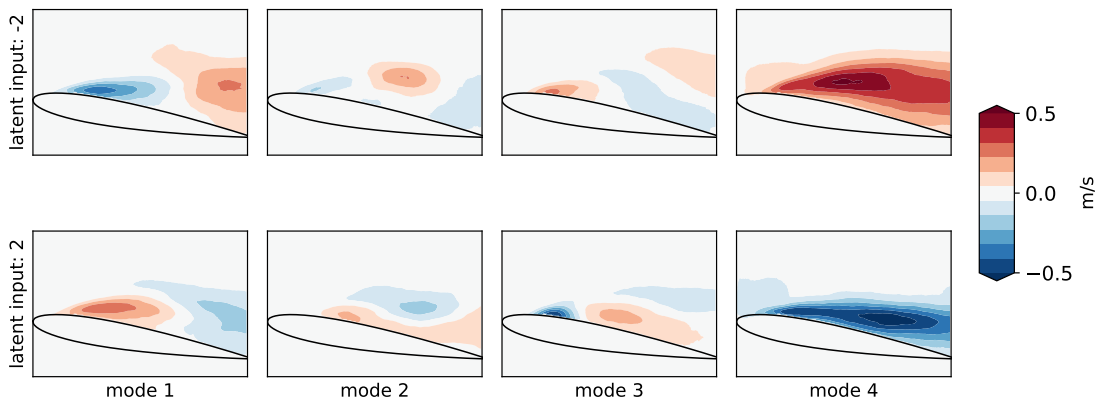 latent input: -2
latent input: 2
mode 1
mode 2
mode 3
mode 4
0.5
0.0
−0.5
m/s